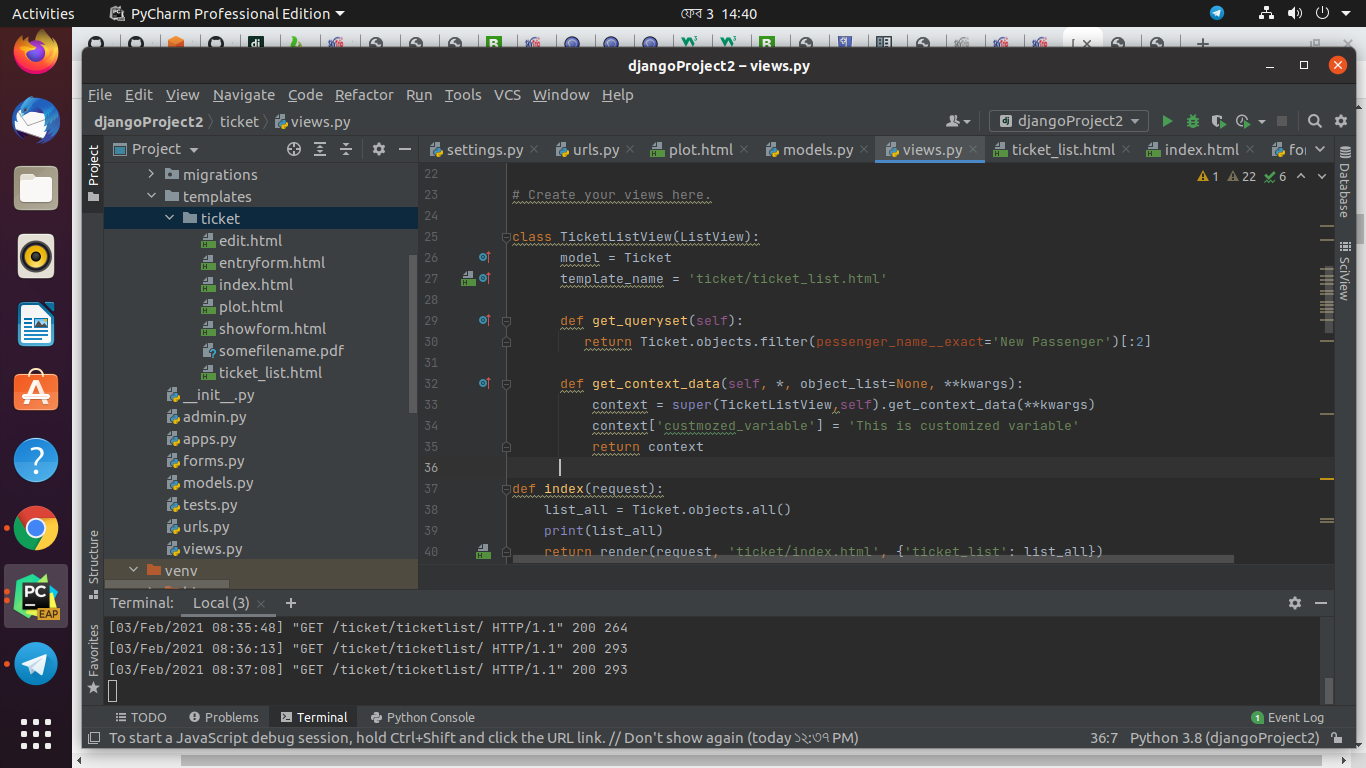 Activities PyCharm Professional Edition ফেব 3 14:40
djangoProject2 – views.py
File Edit View Navigate Code Refactor Run Tools VCS Window Help
djangoProject2 ticket views.py djangoProject2
Project settings.py urls.py plot.html models.py views.py ticket_list.html index.html
Project
Structure
Favorites
Database
SciView
migrations
templates
ticket
edit.html
entryform.html
index.html
plot.html
showform.html
somefilename.pdf
ticket_list.html
__init__.py
admin.py
apps.py
forms.py
models.py
tests.py
urls.py
views.py
venv
1 22 6
22
23 # Create your views here.
24
25 class TicketListView(ListView):
26 model = Ticket
27 template_name = 'ticket/ticket_list.html'
28
29 def get_queryset(self):
30 return Ticket.objects.filter(pessenger_name__exact='New Passenger')[:2]
31
32 def get_context_data(self, *, object_list=None, **kwargs):
33 context = super(TicketListView,self).get_context_data(**kwargs)
34 context['custmozed_variable'] = 'This is customized variable'
35 return context
36
37 def index(request):
38 list_all = Ticket.objects.all()
39 print(list_all)
40 return render(request, 'ticket/index.html', {'ticket_list': list_all})
Terminal: Local (3)
[03/Feb/2021 08:35:48] "GET /ticket/ticketlist/ HTTP/1.1" 200 264
[03/Feb/2021 08:36:13] "GET /ticket/ticketlist/ HTTP/1.1" 200 293
[03/Feb/2021 08:37:08] "GET /ticket/ticketlist/ HTTP/1.1" 200 293
TODO Problems Terminal Python Console 1 Event Log
To start a JavaScript debug session, hold Ctrl+Shift and click the URL link. // Don't show again (today ১২:৩৭ PM) 36:7 Python 3.8 (djangoProject2)
PC
EAP